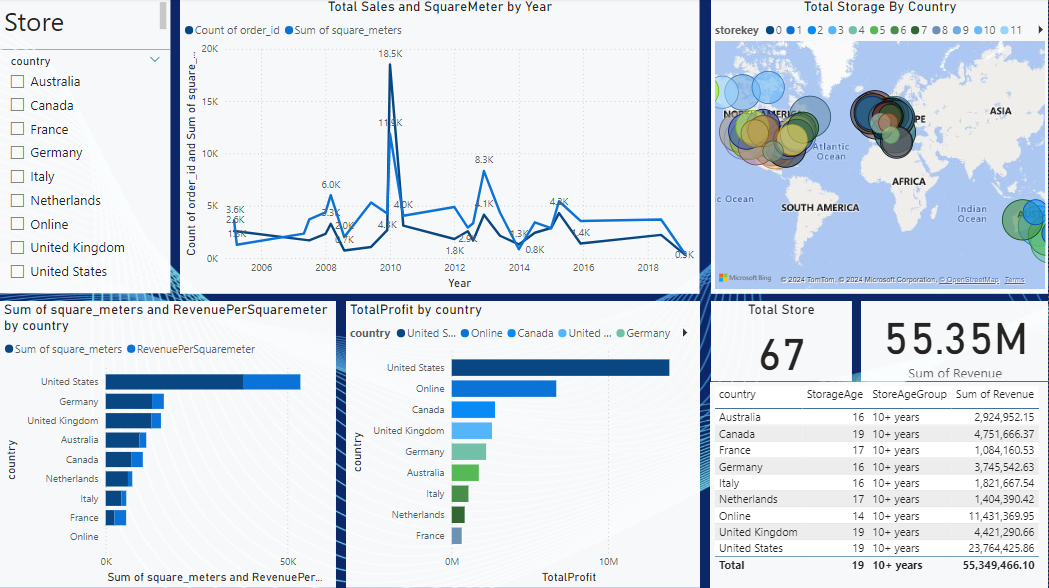 Store
country
Australia
Canada
France
Germany
Italy
Netherlands
Online
United Kingdom
United States
Total Sales and SquareMeter by Year
Count of order_id Sum of square_meters
Count of order_id and Sum of square_...
20K
15K
10K
5K
0K
3.6K
2.6K
6.0K
3.3K
2.0K
0.7K
18.5K
11.9K
4.0K
1.8K
2.9K
8.3K
4.1K
1.3K
0.8K
4.3K
1.4K
2006 2008 2010 2012 2014 2016 2018
Year
Total Storage By Country
storekey 0 1 2 3 4 5 6 7 8 9 10 11
ASIA
Atlantic
Ocean
AFRICA
SOUTH AMERICA
c Ocean
Indian
Ocean
Microsoft Bing © 2024 TomTom, © 2024 Microsoft Corporation, © OpenStreetMap Terms
Sum of square_meters and RevenuePerSquaremeter
by country
Sum of square_meters RevenuePerSquaremeter
country
United States
Germany
United Kingdom
Australia
Canada
Netherlands
Italy
France
Online
0K 50K
Sum of square_meters and RevenuePer...
TotalProfit by country
country United S... Online Canada United ... Germany
country
United States
Online
Canada
United Kingdom
Germany
Australia
Italy
Netherlands
France
0M 10M
TotalProfit
Total Store
67
55.35M
Sum of Revenue
country StorageAge StoreAgeGroup Sum of Revenue
Australia 16 10+ years 2,924,952.15
Canada 19 10+ years 4,751,666.37
France 17 10+ years 1,084,160.53
Germany 16 10+ years 3,745,542.63
Italy 16 10+ years 1,821,667.54
Netherlands 17 10+ years 1,404,390.42
Online 14 10+ years 11,431,369.95
United Kingdom 19 10+ years 4,421,290.66
United States 19 10+ years 23,764,425.86
Total 19 10+ years 55,349,466.10